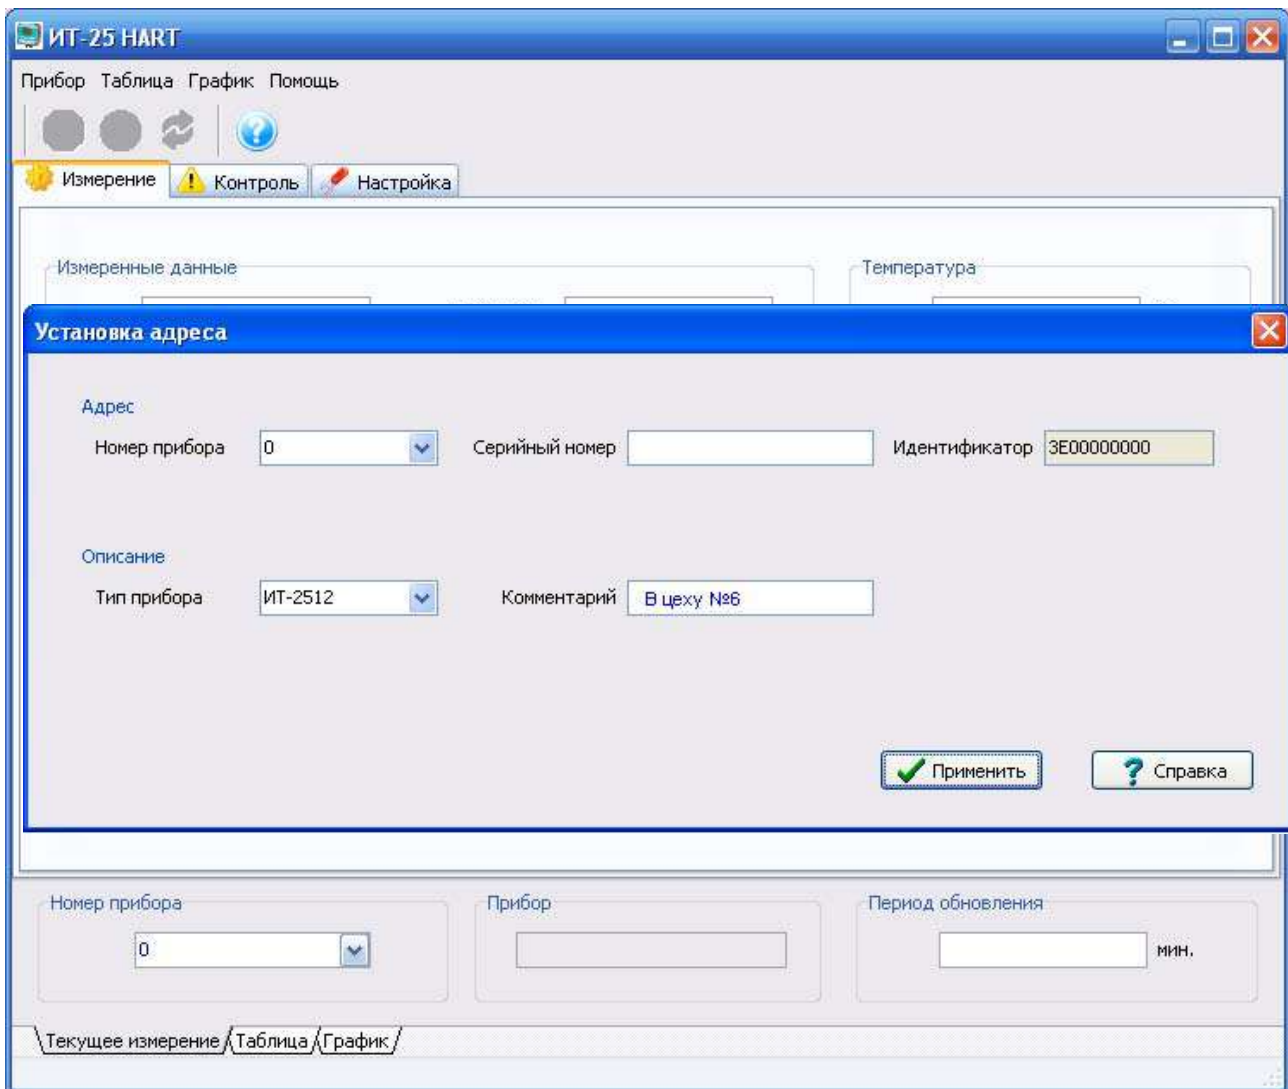 ИТ-25 HART
Прибор Таблица График Помощь
Измерение Контроль Настройка
Измеренные данные Температура
Установка адреса
Адрес
Номер прибора 0 Серийный номер Идентификатор 3E00000000
Описание
Тип прибора ИТ-2512 Комментарий В цеху №6
Применить Справка
Номер прибора Прибор Период обновления
0 мин.
Текущее измерение Таблица График